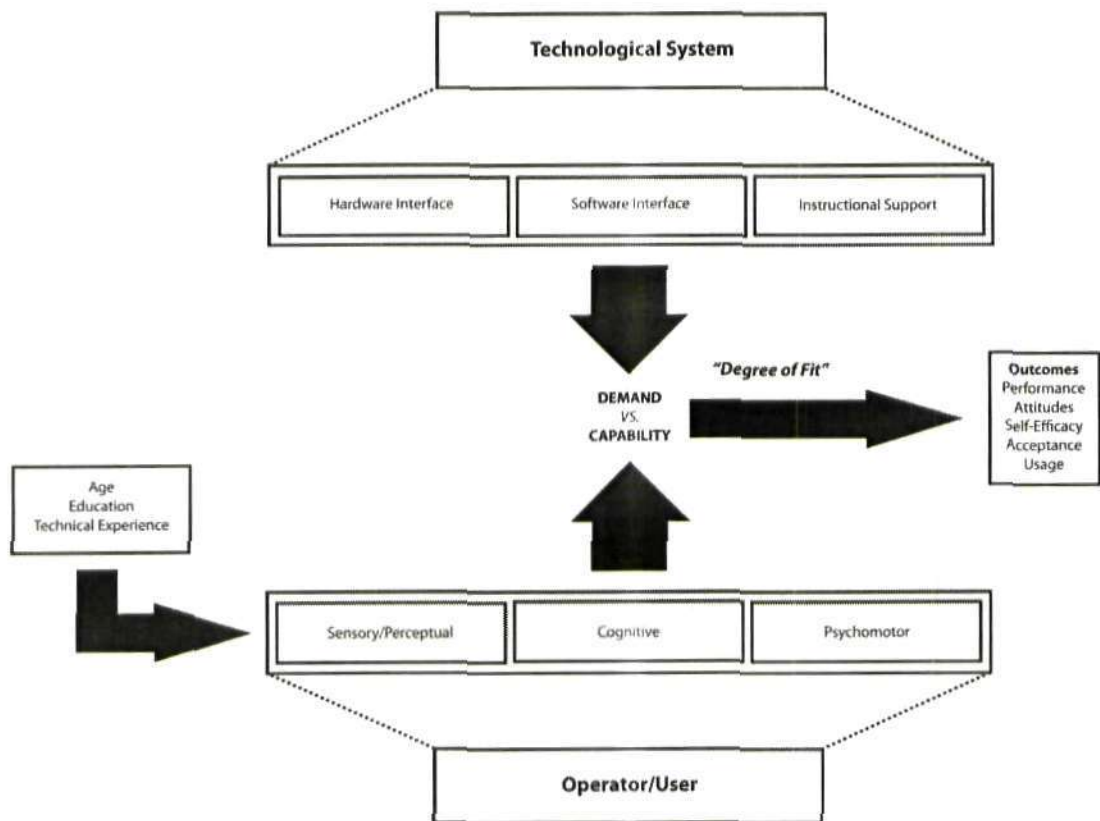 Technological System
Hardware Interface
Software Interface
Instructional Support
"Degree of Fit"
DEMAND
VS.
CAPABILITY
Outcomes
Performance
Attitudes
Self-Efficacy
Acceptance
Usage
Age
Education
Technical Experience
Sensory/Perceptual
Cognitive
Psychomotor
Operator/User